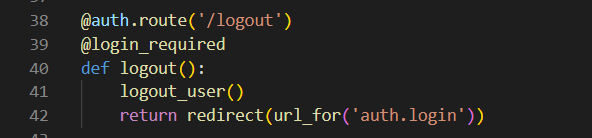 38 @auth.route('/logout')
39 @login_required
40 def logout():
41     logout_user()
42     return redirect(url_for('auth.login'))